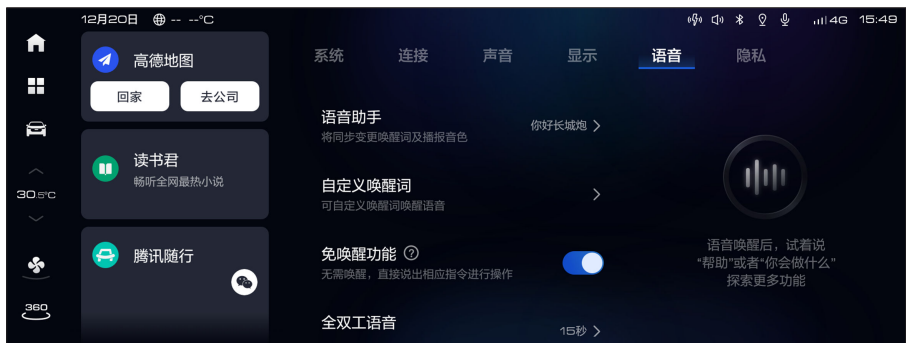 12月20日 -- --°C
4G 15:49
高德地图
回家 去公司
读书君
畅听全网最热小说
腾讯随行
30.5°C
360
系统 连接 声音 显示 语音 隐私
语音助手
将同步变更唤醒词及播报音色
你好长城炮
自定义唤醒词
可自定义唤醒词唤醒语音
免唤醒功能 ?
无需唤醒，直接说出相应指令进行操作
全双工语音
15秒
语音唤醒后，试着说
“帮助”或者“你会做什么”
探索更多功能